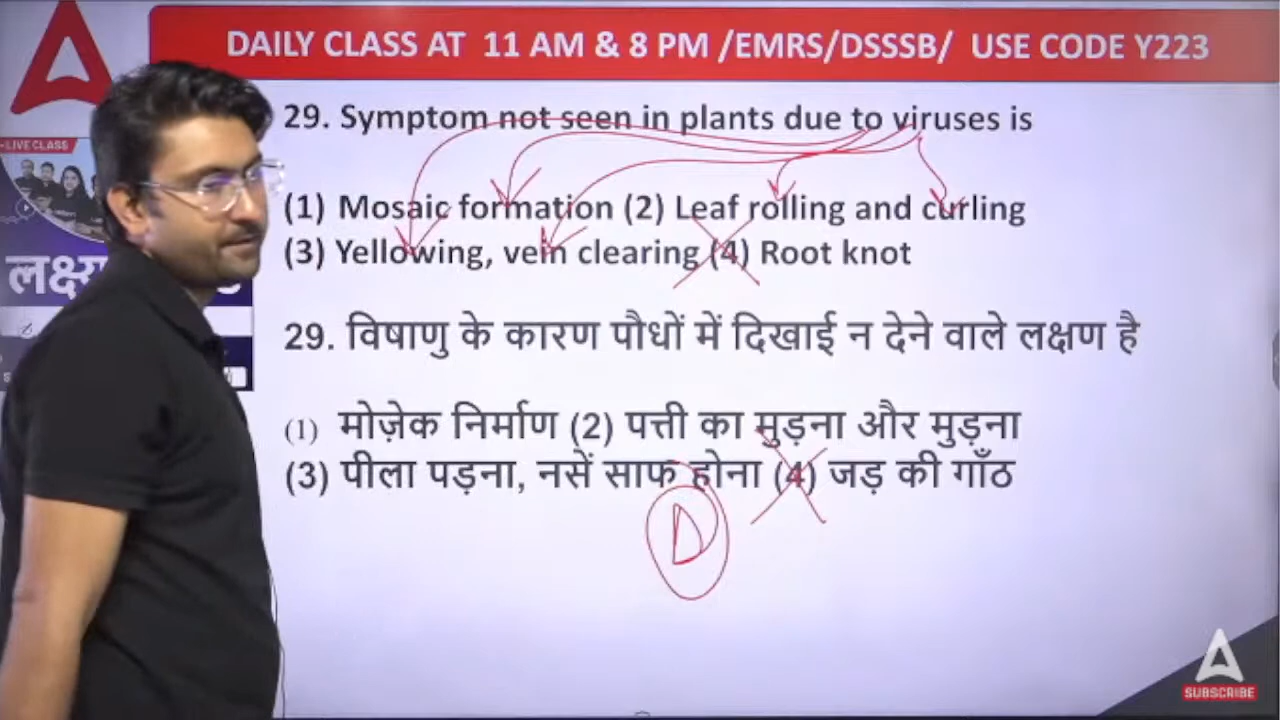 DAILY CLASS AT 11 AM & 8 PM /EMRS/DSSSB/ USE CODE Y223
LIVE CLASS
29. Symptom not seen in plants due to viruses is
(1) Mosaic formation (2) Leaf rolling and curling
(3) Yellowing, vein clearing (4) Root knot
लक्ष्य
29. विषाणु के कारण पौधों में दिखाई न देने वाले लक्षण है
(1) मोज़ेक निर्माण (2) पत्ती का मुड़ना और मुड़ना
(3) पीला पड़ना, नसें साफ होना (4) जड़ की गाँठ
D
SUBSCRIBE